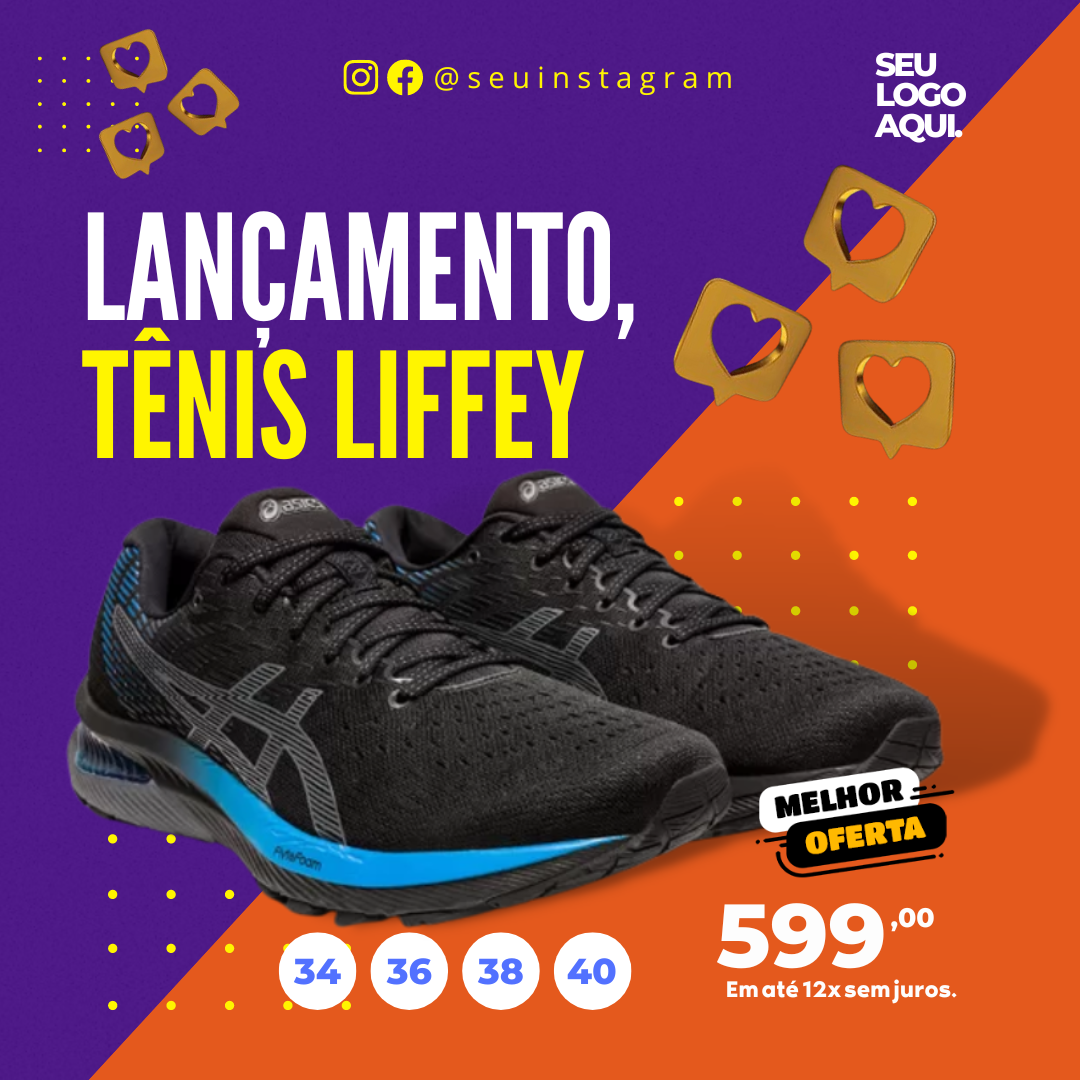 @seuinstagram
SEU
LOGO
AQUI.
LANÇAMENTO,
TÊNIS LIFFEY
asics
asics
FlyteFoam
MELHOR
OFERTA
599,00
Em até 12x sem juros.
34 36 38 40